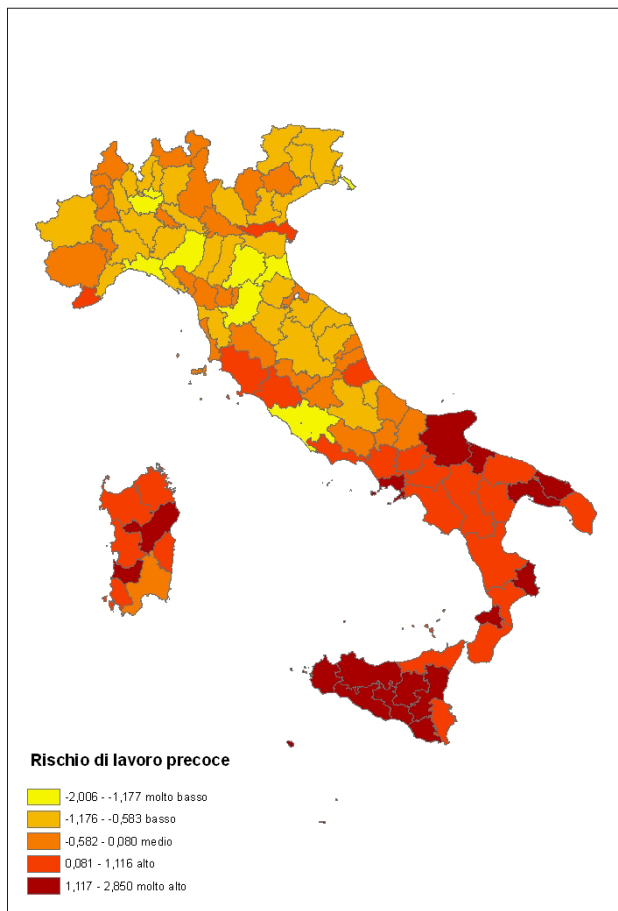 Rischio di lavoro precoce
-2,006 - -1,177 molto basso
-1,176 - -0,583 basso
-0,582 - 0,080 medio
0,081 - 1,116 alto
1,117 - 2,850 molto alto